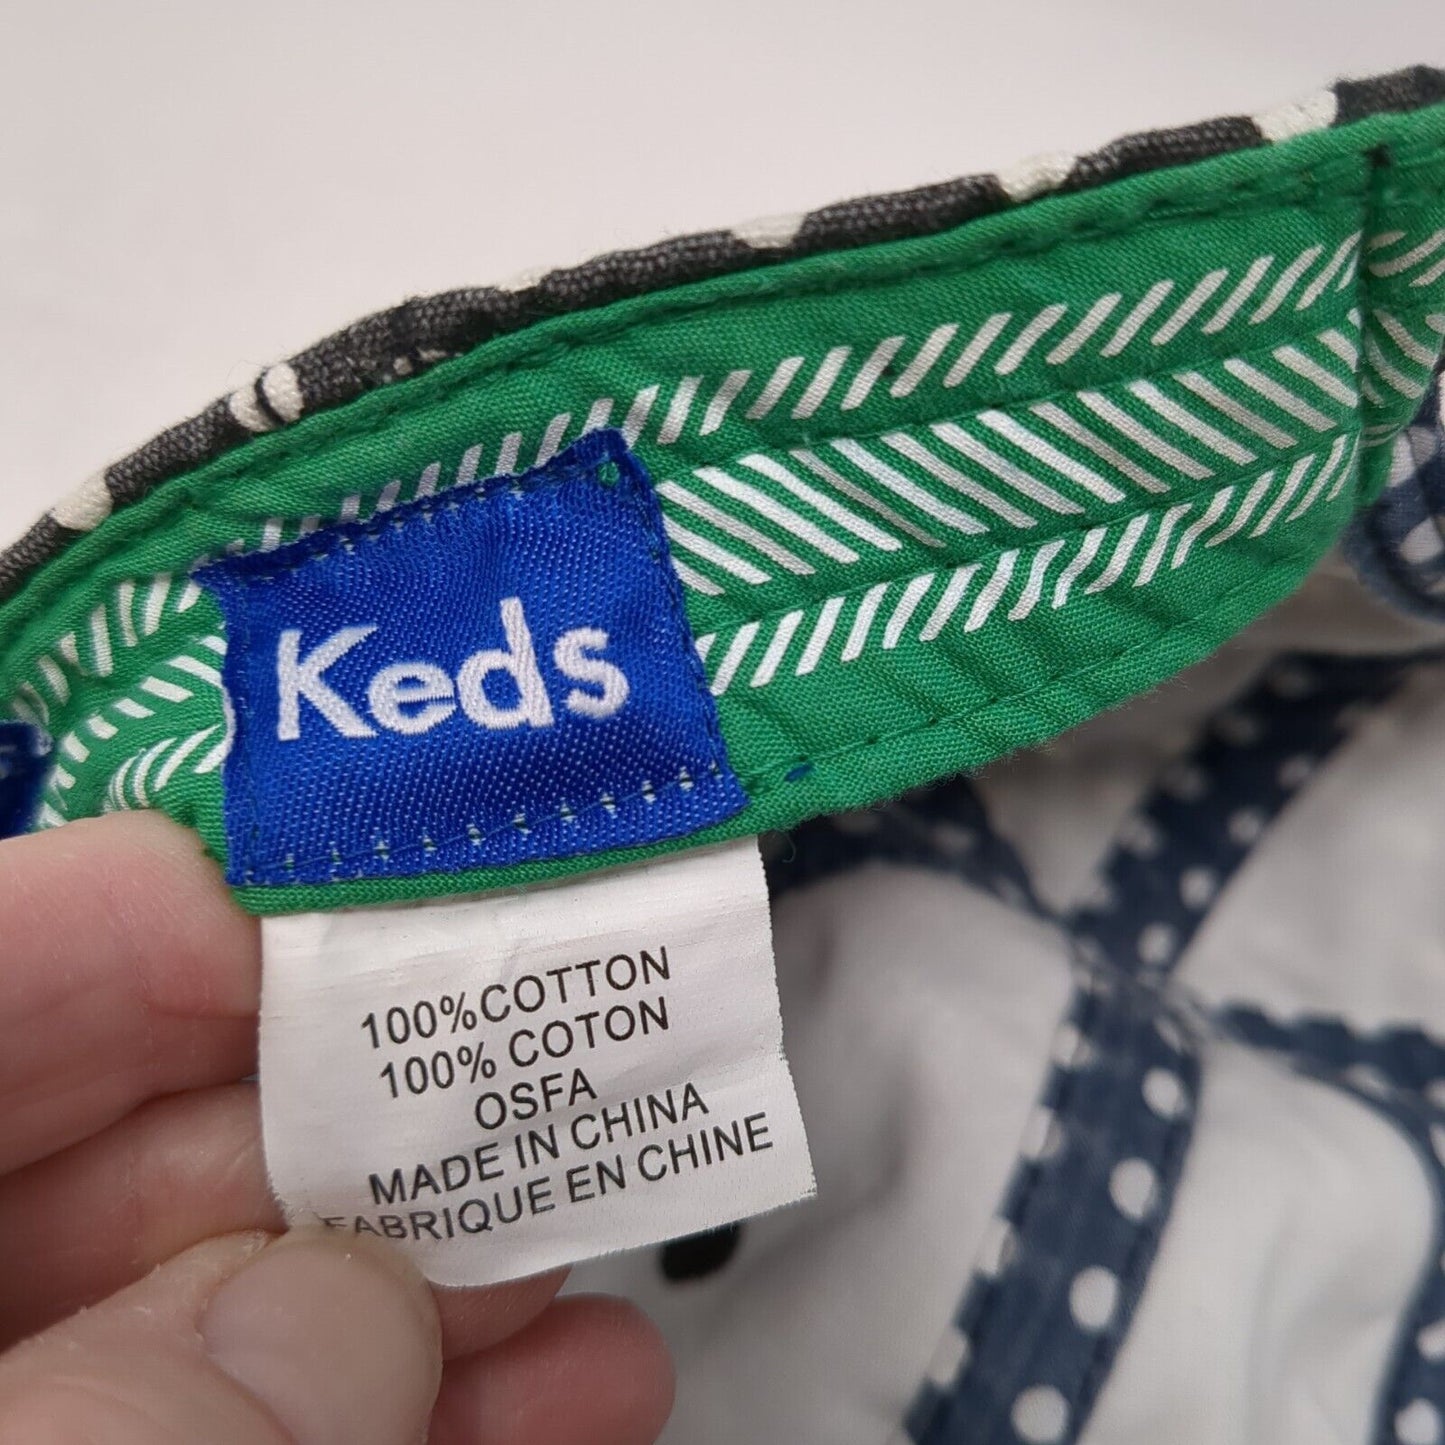 Keds
100%COTTON
100% COTON
OSFA
MADE IN CHINA
FABRIQUE EN CHINE